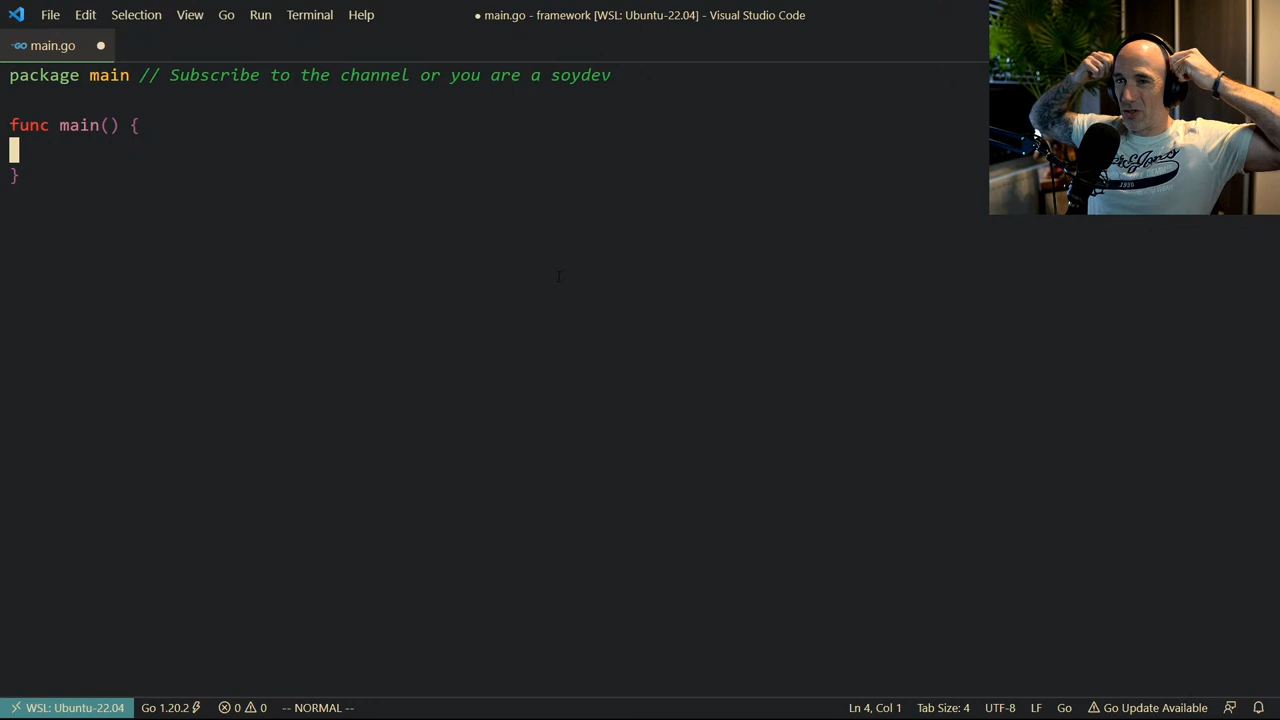 File Edit Selection View Go Run Terminal Help
● main.go - framework [WSL: Ubuntu-22.04] - Visual Studio Code
main.go
package main // Subscribe to the channel or you are a soydev
func main() {
}
1990
WSL: Ubuntu-22.04 Go 1.20.2 0 0 -- NORMAL -- Ln 4, Col 1 Tab Size: 4 UTF-8 LF Go Go Update Available